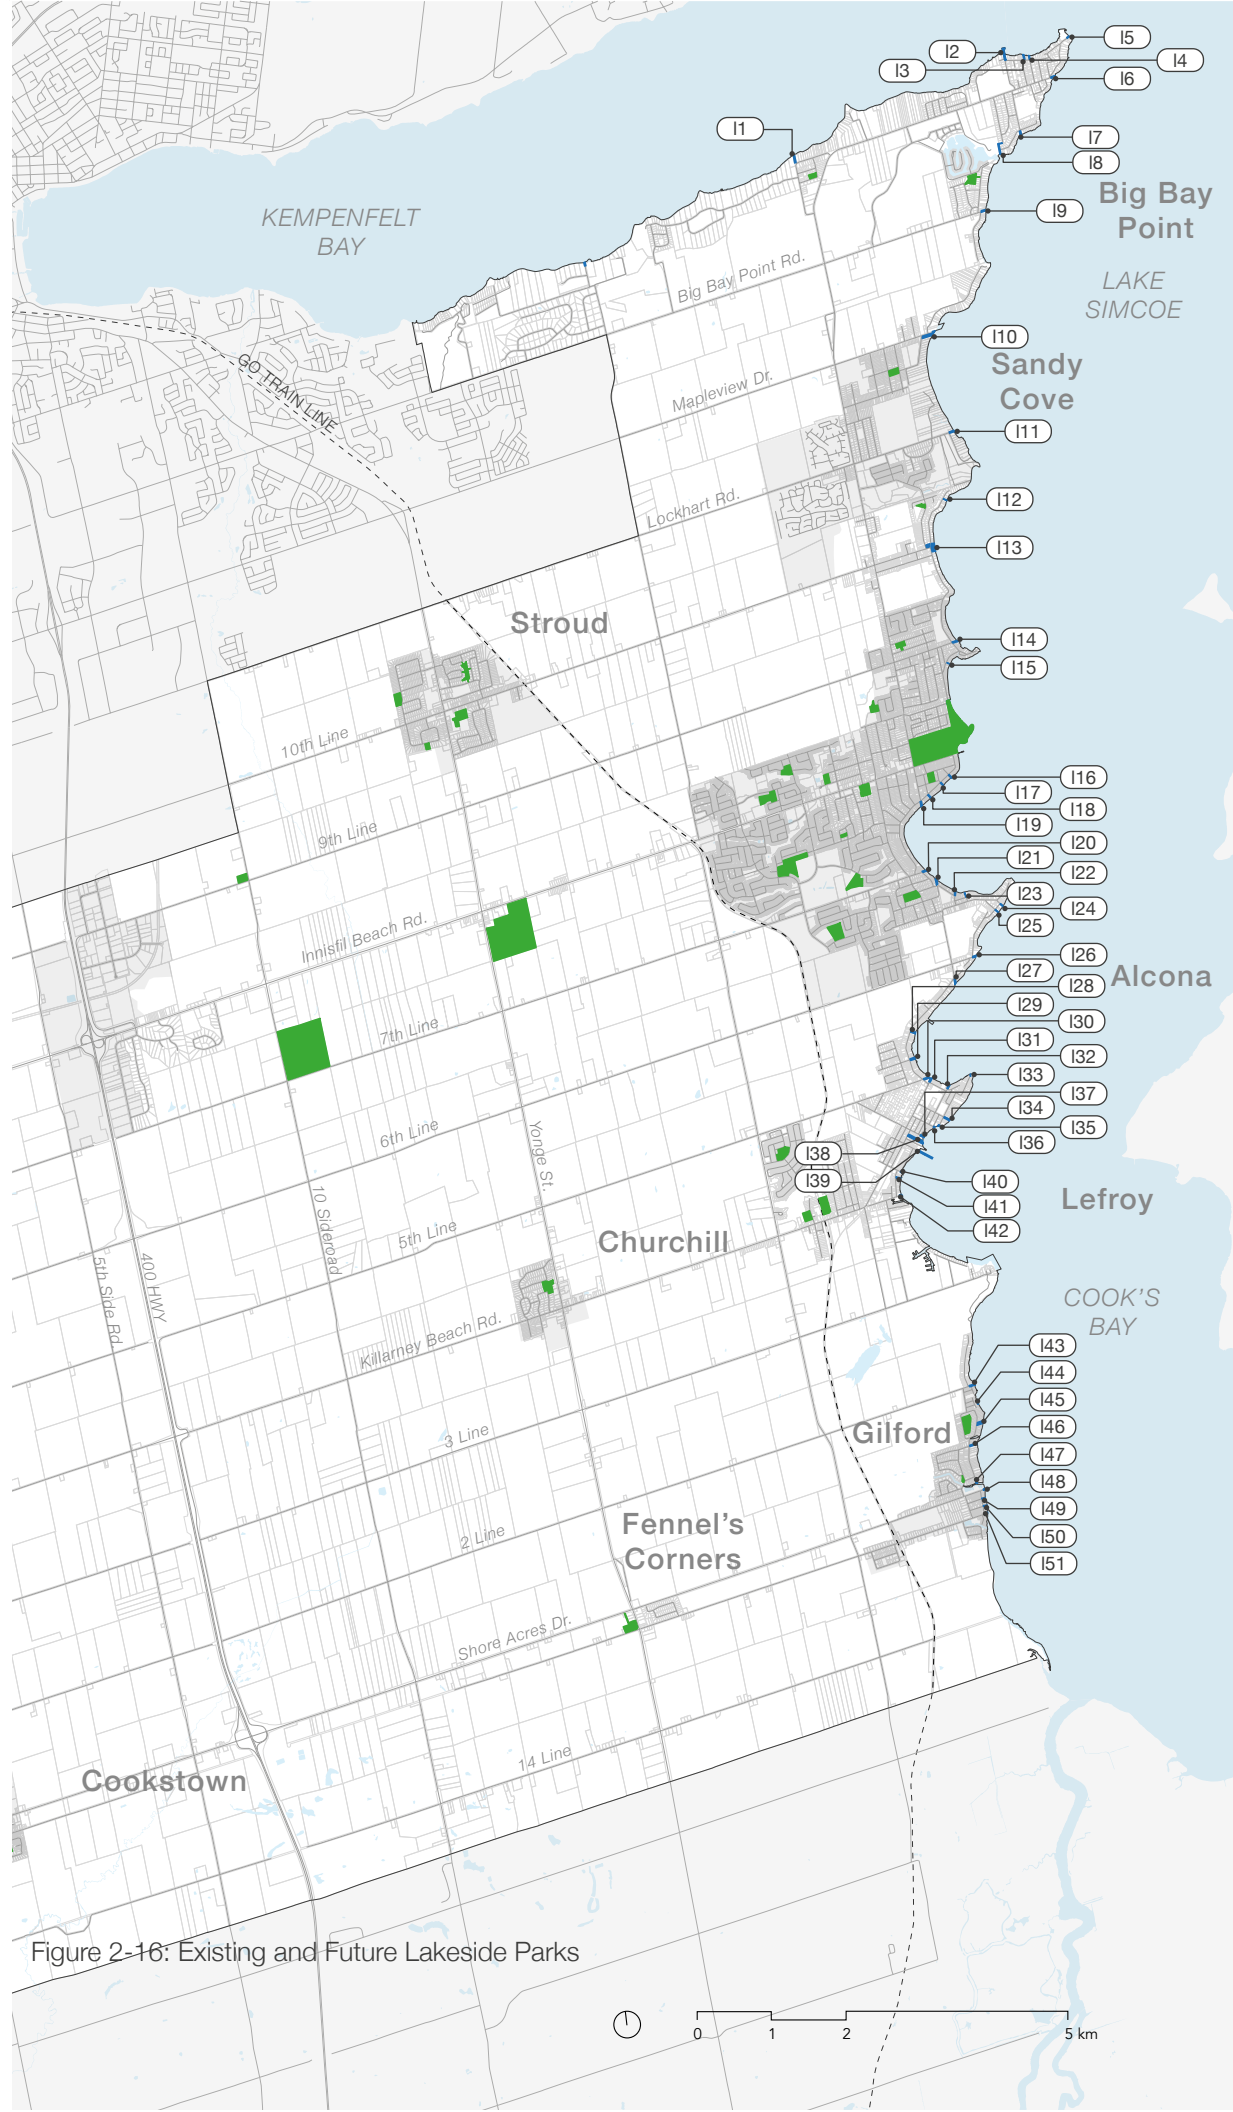 I5
I2
I4
I3
I6
I1
I7
I8
Big Bay
Point
I9
KEMPENFELT
BAY
Big Bay Point Rd.
LAKE
SIMCOE
I10
Sandy
Cove
GO TRAIN LINE
Mapleview Dr.
I11
Lockhart Rd.
I12
I13
Stroud
I14
I15
10th Line
I16
I17
I18
9th Line
I19
I20
I21
I22
I23
I24
Innisfil Beach Rd.
I25
I26
I27
Alcona
I28
I29
7th Line
I30
I31
I32
I33
I37
6th Line
I34
I35
I36
Yonge St.
I38
I39
I40
10 Sideroad
Lefroy
I41
5th Line
I42
Churchill
5th Side Rd.
400 HWY
COOK'S
BAY
Killarney Beach Rd.
I43
I44
I45
3 Line
Gilford
I46
I47
I48
2 Line
Fennel's
Corners
I49
I50
I51
Shore Acres Dr.
14 Line
Cookstown
Figure 2-16: Existing and Future Lakeside Parks
0 1 2 5 km